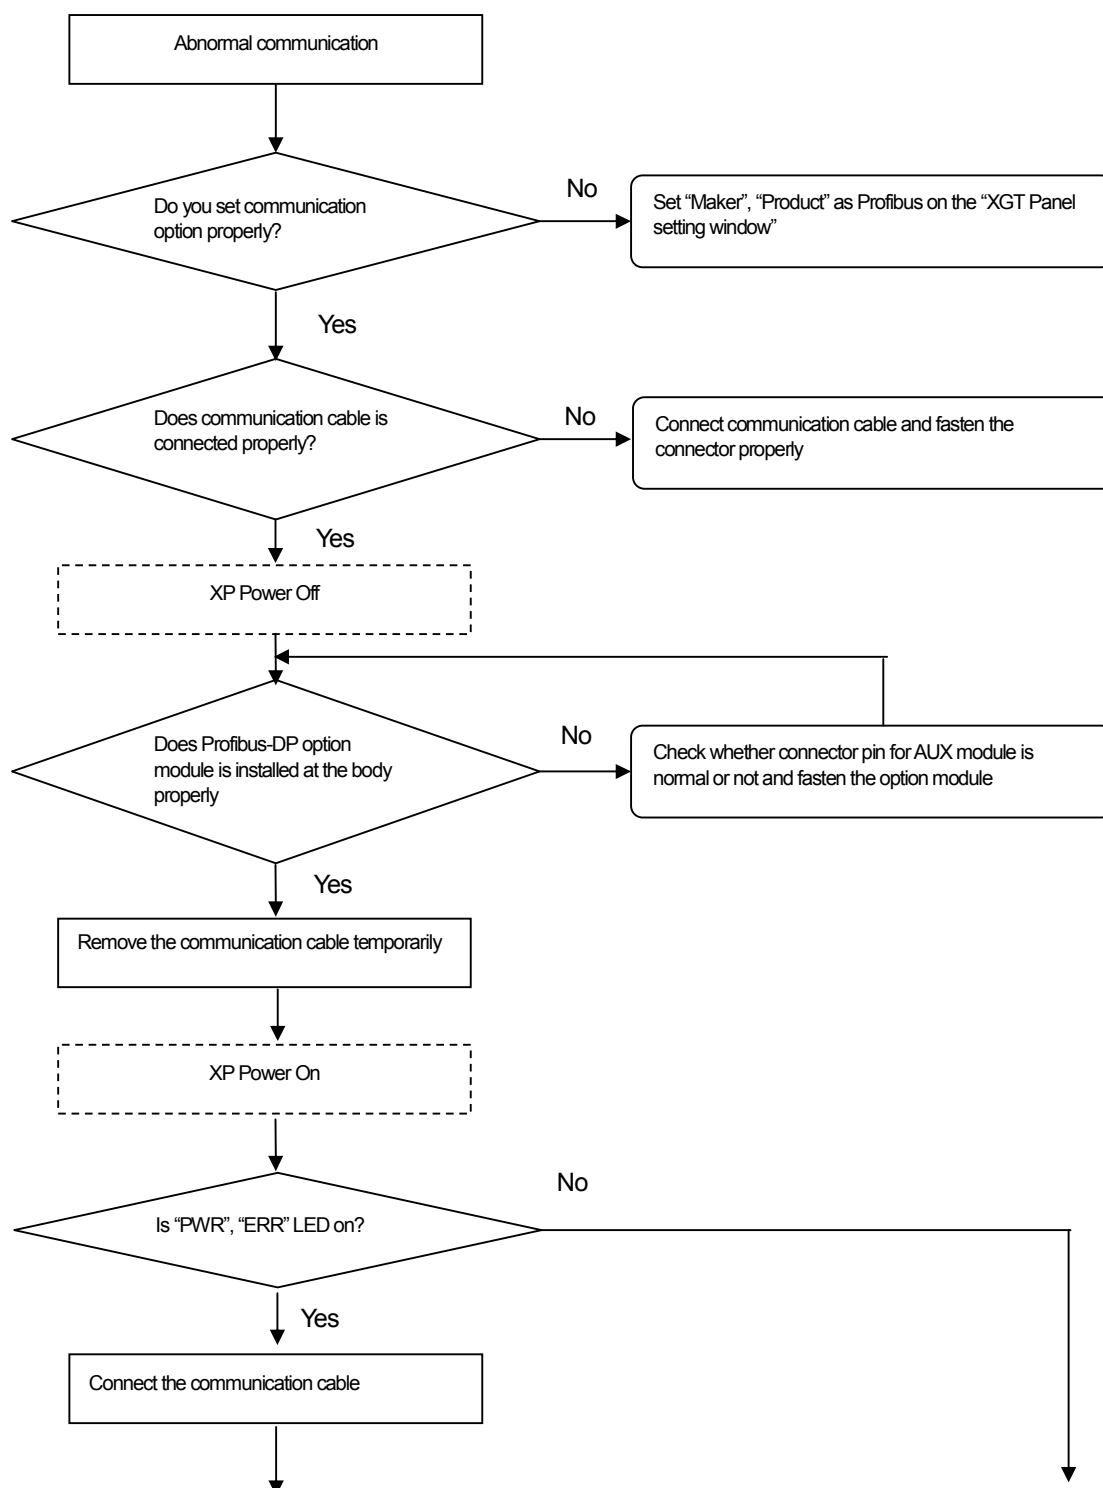 Abnormal communication
Do you set communication
option properly?
No
Set “Maker”, “Product” as Profibus on the “XGT Panel
setting window”
Yes
Does communication cable is
connected properly?
No
Connect communication cable and fasten the
connector properly
Yes
XP Power Off
Does Profibus-DP option
module is installed at the body
properly
No
Check whether connector pin for AUX module is
normal or not and fasten the option module
Yes
Remove the communication cable temporarily
XP Power On
Is “PWR”, “ERR” LED on?
No
Yes
Connect the communication cable